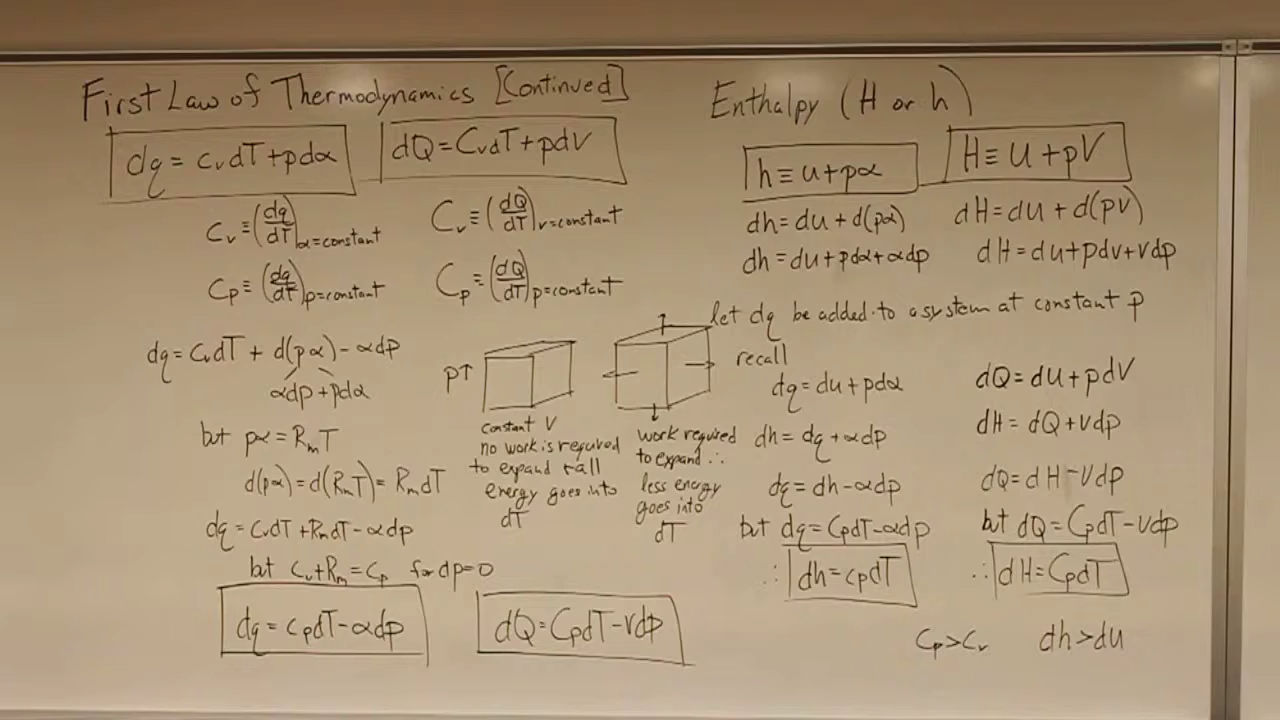 First Law of Thermodynamics [Continued]
dq = cvdT + pdα
dQ = CvdT + pdV
Cv ≡ (dq/dT)α=constant
Cv ≡ (dQ/dT)V=constant
Cp ≡ (dq/dT)p=constant
Cp ≡ (dQ/dT)p=constant
dq = CvdT + d(pα) - αdp
αdp + pdα
but pα = RmT
d(pα) = d(RmT) = RmdT
dq = CvdT + RmdT - αdp
but Cv + Rm = Cp for dp=0
dq = cpdT - αdp
dQ = CpdT - Vdp
p↑
constant V
no work is required
to expand ∴ all
energy goes into
dT
work required
to expand ∴
less energy
goes into
dT
Enthalpy (H or h)
h ≡ u + pα
H ≡ U + pV
dh = du + d(pα)
dH = dU + d(pV)
dh = du + pdα + αdp
dH = dU + pdV + Vdp
let dq be added to a system at constant p
recall
dq = du + pdα
dQ = dU + pdV
dh = dq + αdp
dH = dQ + Vdp
dq = dh - αdp
dQ = dH - Vdp
but dq = CpdT - αdp
but dQ = CpdT - Vdp
∴ dh = cpdT
∴ dH = CpdT
Cp > Cv dh > du